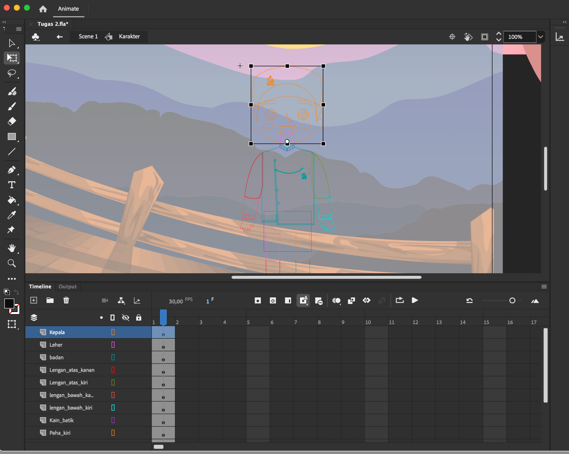 Animate
Tugas 2.fla*
Scene 1 Karakter 100%
Timeline Output
30,00 FPS 1 F
1 2 3 4 5 6 7 8 9 10 11 12 13 14 15 16 17
Kepala
Leher
badan
Lengan_atas_kanan
Lengan_atas_kiri
lengan_bawah_ka...
lengan_bawah_kiri
Kain_batik
Paha_kiri